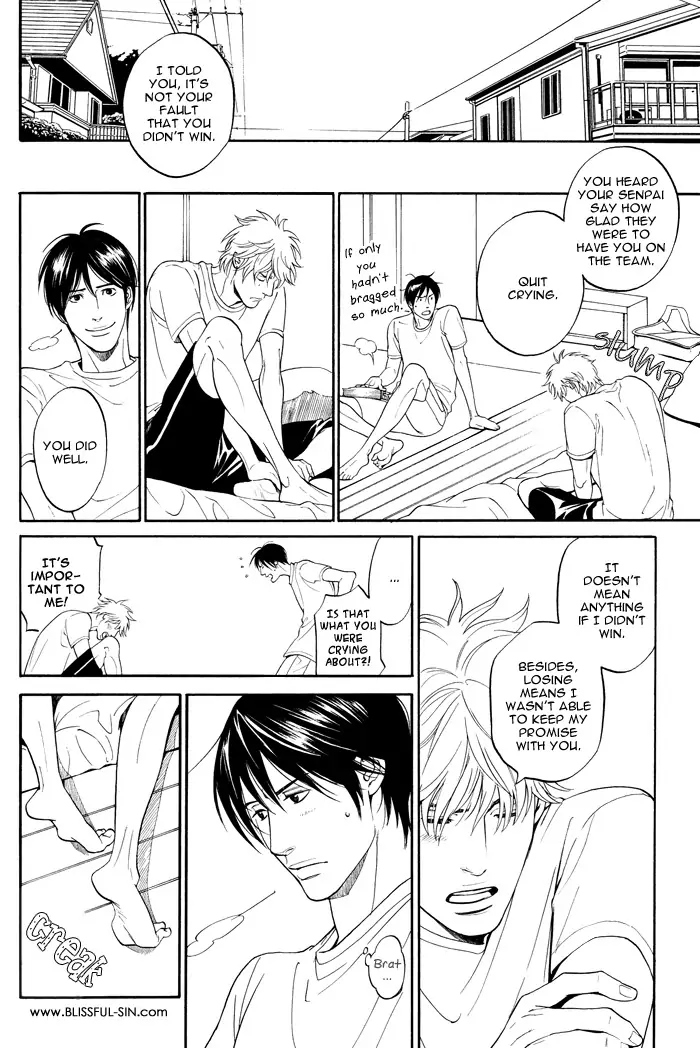 I TOLD
YOU, IT'S
NOT YOUR
FAULT
THAT YOU
DIDN'T WIN.
YOU HEARD
YOUR SENPAI
SAY HOW
GLAD THEY
WERE TO
HAVE YOU ON
THE TEAM.
QUIT
CRYING.
If only
you
hadn't
bragged
so much...
slump
YOU DID
WELL.
IT
DOESN'T
MEAN
ANYTHING
IF I DIDN'T
WIN.
BESIDES,
LOSING
MEANS I
WASN'T ABLE
TO KEEP MY
PROMISE
WITH YOU.
...
IS THAT
WHAT YOU
WERE
CRYING
ABOUT?!
IT'S
IMPOR-
TANT TO
ME!
Brat
...
creak
www.BLISSFUL-SIN.com